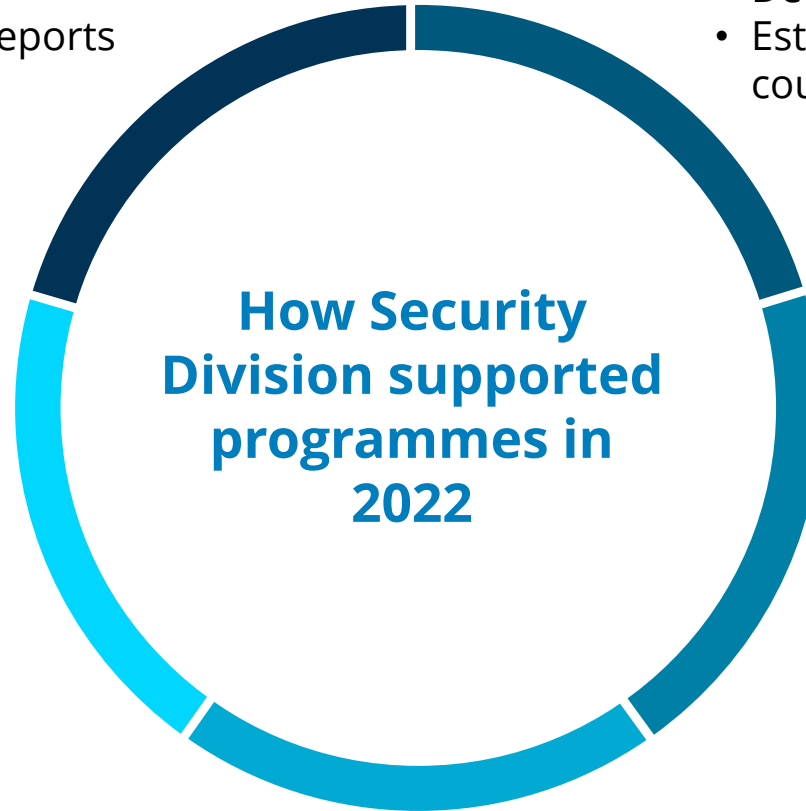 eports
• Est
cou
How Security
Division supported
programmes in
2022